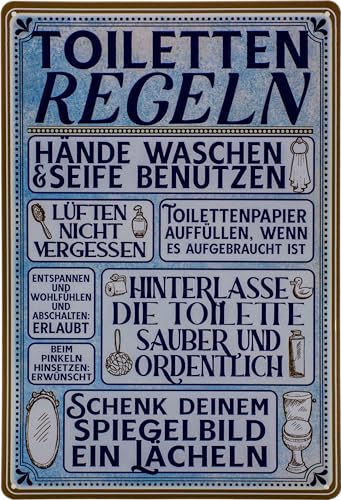 TOILETTEN
REGELN
HÄNDE WASCHEN
& SEIFE BENUTZEN
LÜFTEN
NICHT
VERGESSEN
TOILETTENPAPIER
AUFFÜLLEN, WENN
ES AUFGEBRAUCHT IST
ENTSPANNEN
UND
WOHLFÜHLEN
UND
ABSCHALTEN:
ERLAUBT
BEIM
PINKELN
HINSETZEN:
ERWÜNSCHT
HINTERLASSE
DIE TOILETTE
SAUBER UND
ORDENTLICH
SCHENK DEINEM
SPIEGELBILD
EIN LÄCHELN